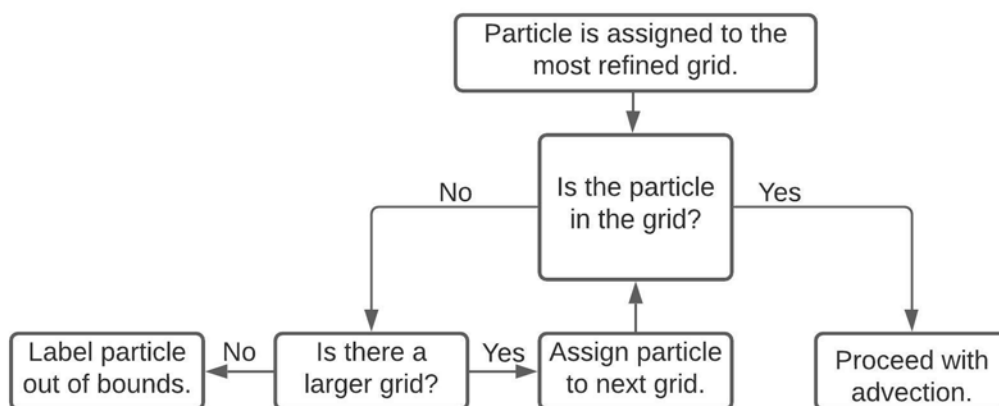 Particle is assigned to the
most refined grid.
Is the particle
in the grid?
No
Yes
Label particle
out of bounds.
No
Is there a
larger grid?
Yes
Assign particle
to next grid.
Proceed with
advection.